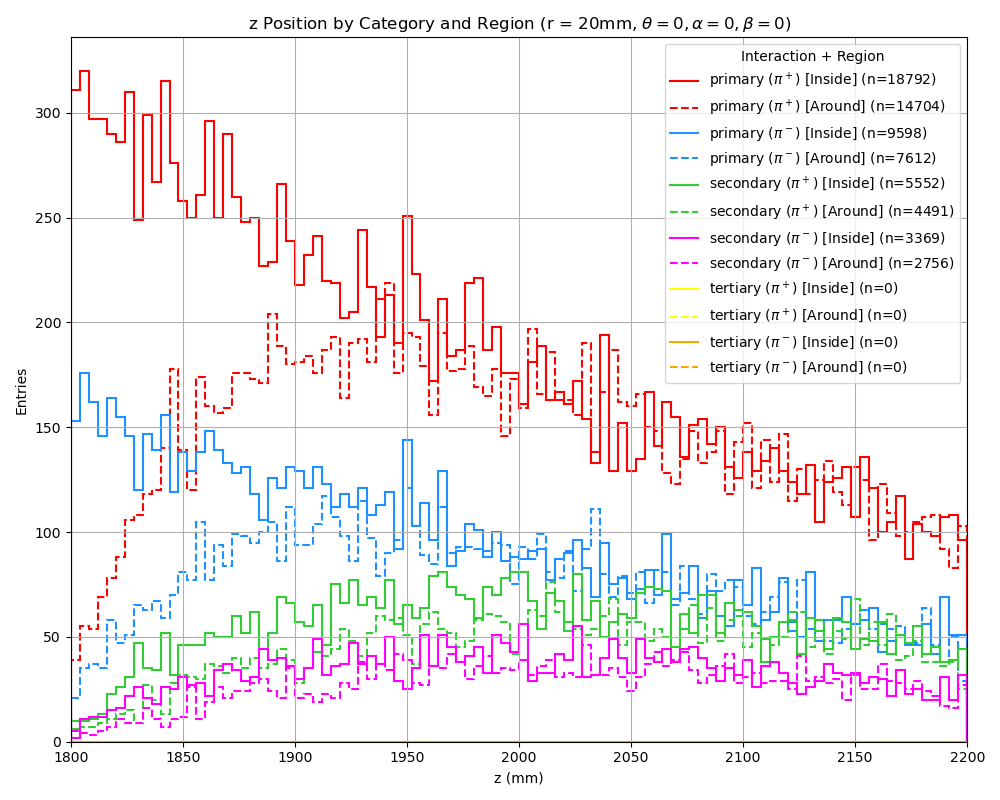 z Position by Category and Region (r = 20mm, θ = 0, α = 0, β = 0)
Interaction + Region
primary (π⁺) [Inside] (n=18792)
primary (π⁺) [Around] (n=14704)
primary (π⁻) [Inside] (n=9598)
primary (π⁻) [Around] (n=7612)
secondary (π⁺) [Inside] (n=5552)
secondary (π⁺) [Around] (n=4491)
secondary (π⁻) [Inside] (n=3369)
secondary (π⁻) [Around] (n=2756)
tertiary (π⁺) [Inside] (n=0)
tertiary (π⁺) [Around] (n=0)
tertiary (π⁻) [Inside] (n=0)
tertiary (π⁻) [Around] (n=0)
Entries
300
250
200
150
100
50
0
1800 1850 1900 1950 2000 2050 2100 2150 2200
z (mm)